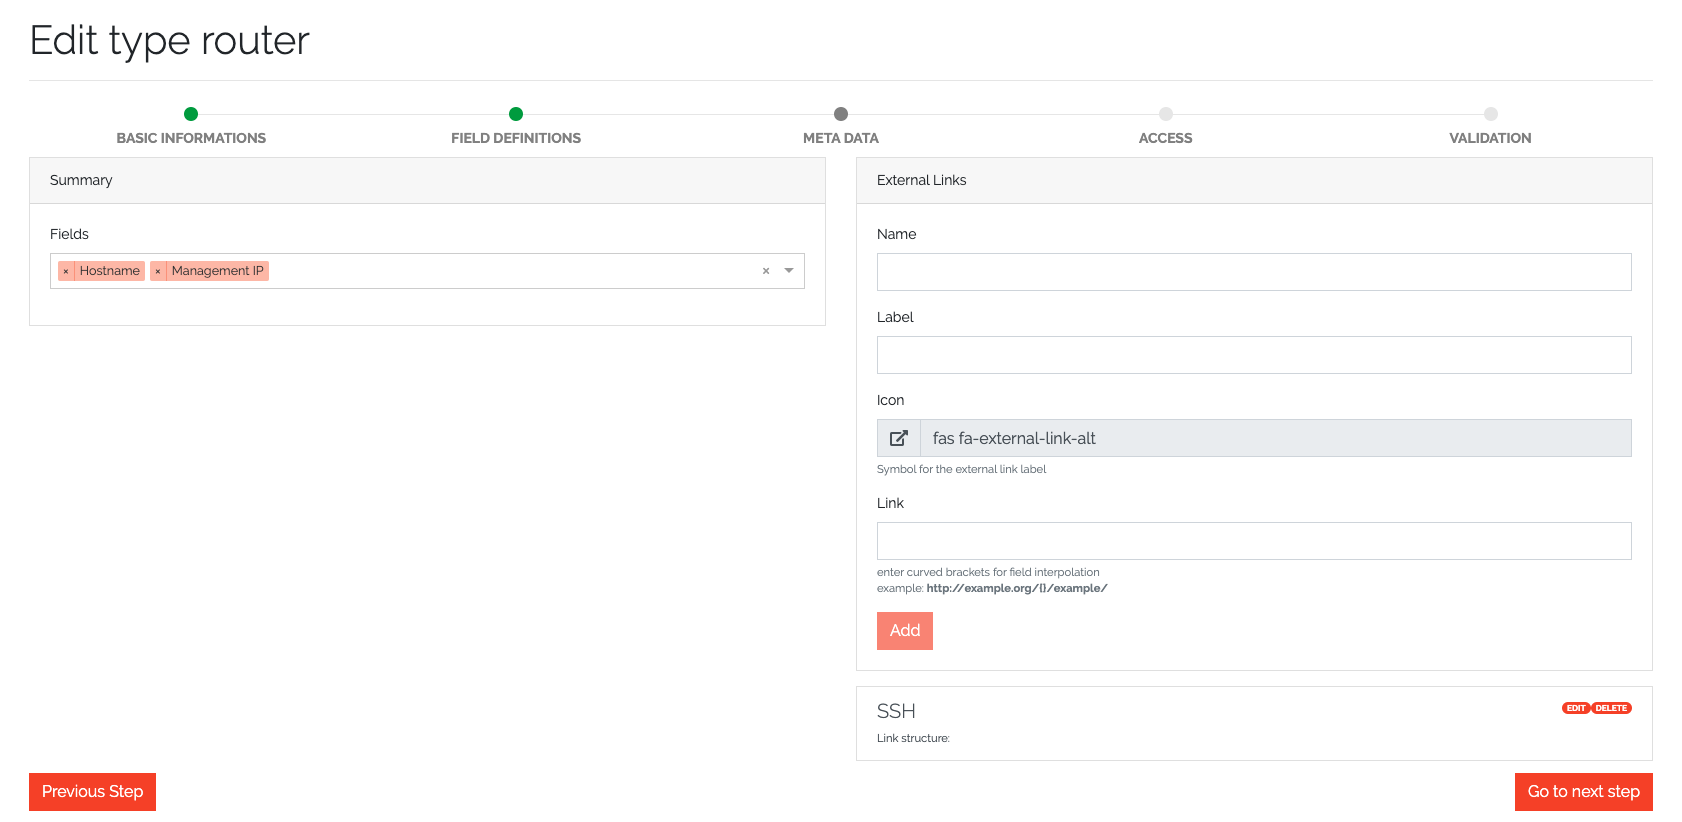 Edit type router
BASIC INFORMATIONS
FIELD DEFINITIONS
META DATA
ACCESS
VALIDATION
Summary
Fields
× Hostname × Management IP ×
External Links
Name
Label
Icon
fas fa-external-link-alt
Symbol for the external link label
Link
enter curved brackets for field interpolation
example: http://example.org/{}/example/
Add
SSH
EDIT DELETE
Link structure:
Previous Step
Go to next step